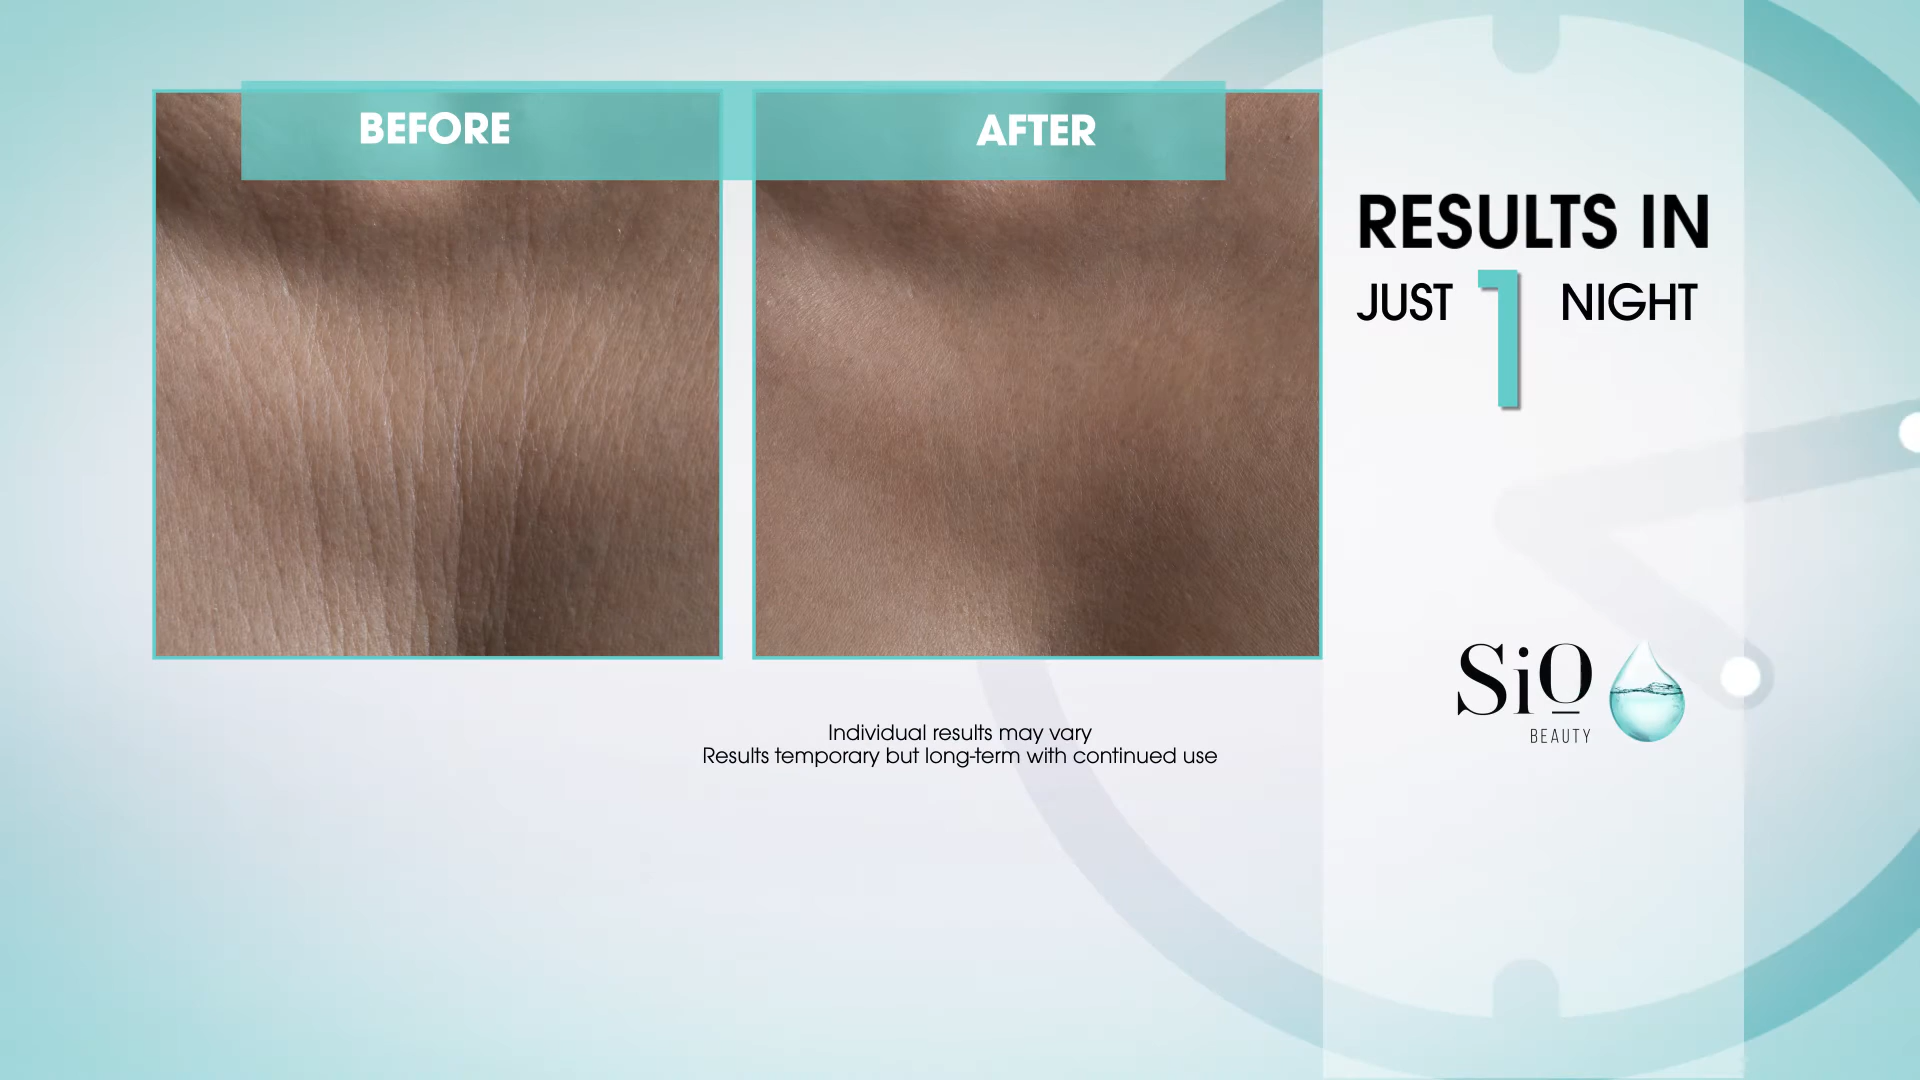 BEFORE
AFTER
RESULTS IN
JUST 1 NIGHT
SiO
BEAUTY
Individual results may vary
Results temporary but long-term with continued use